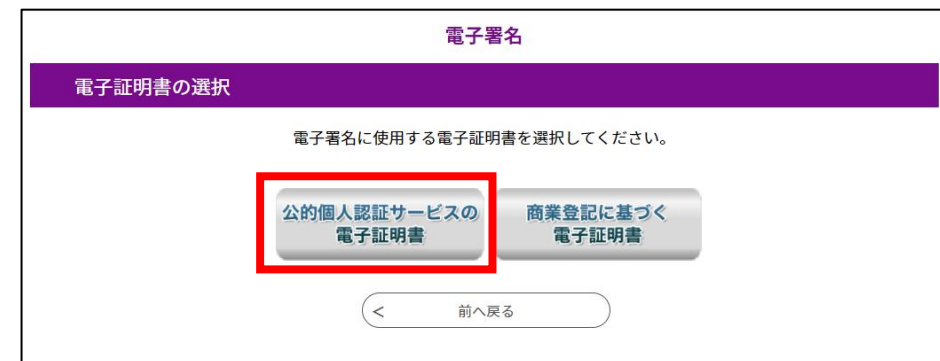 電子署名
電子証明書の選択
電子署名に使用する電子証明書を選択してください。
公的個人認証サービスの
電子証明書
商業登記に基づく
電子証明書
< 前へ戻る